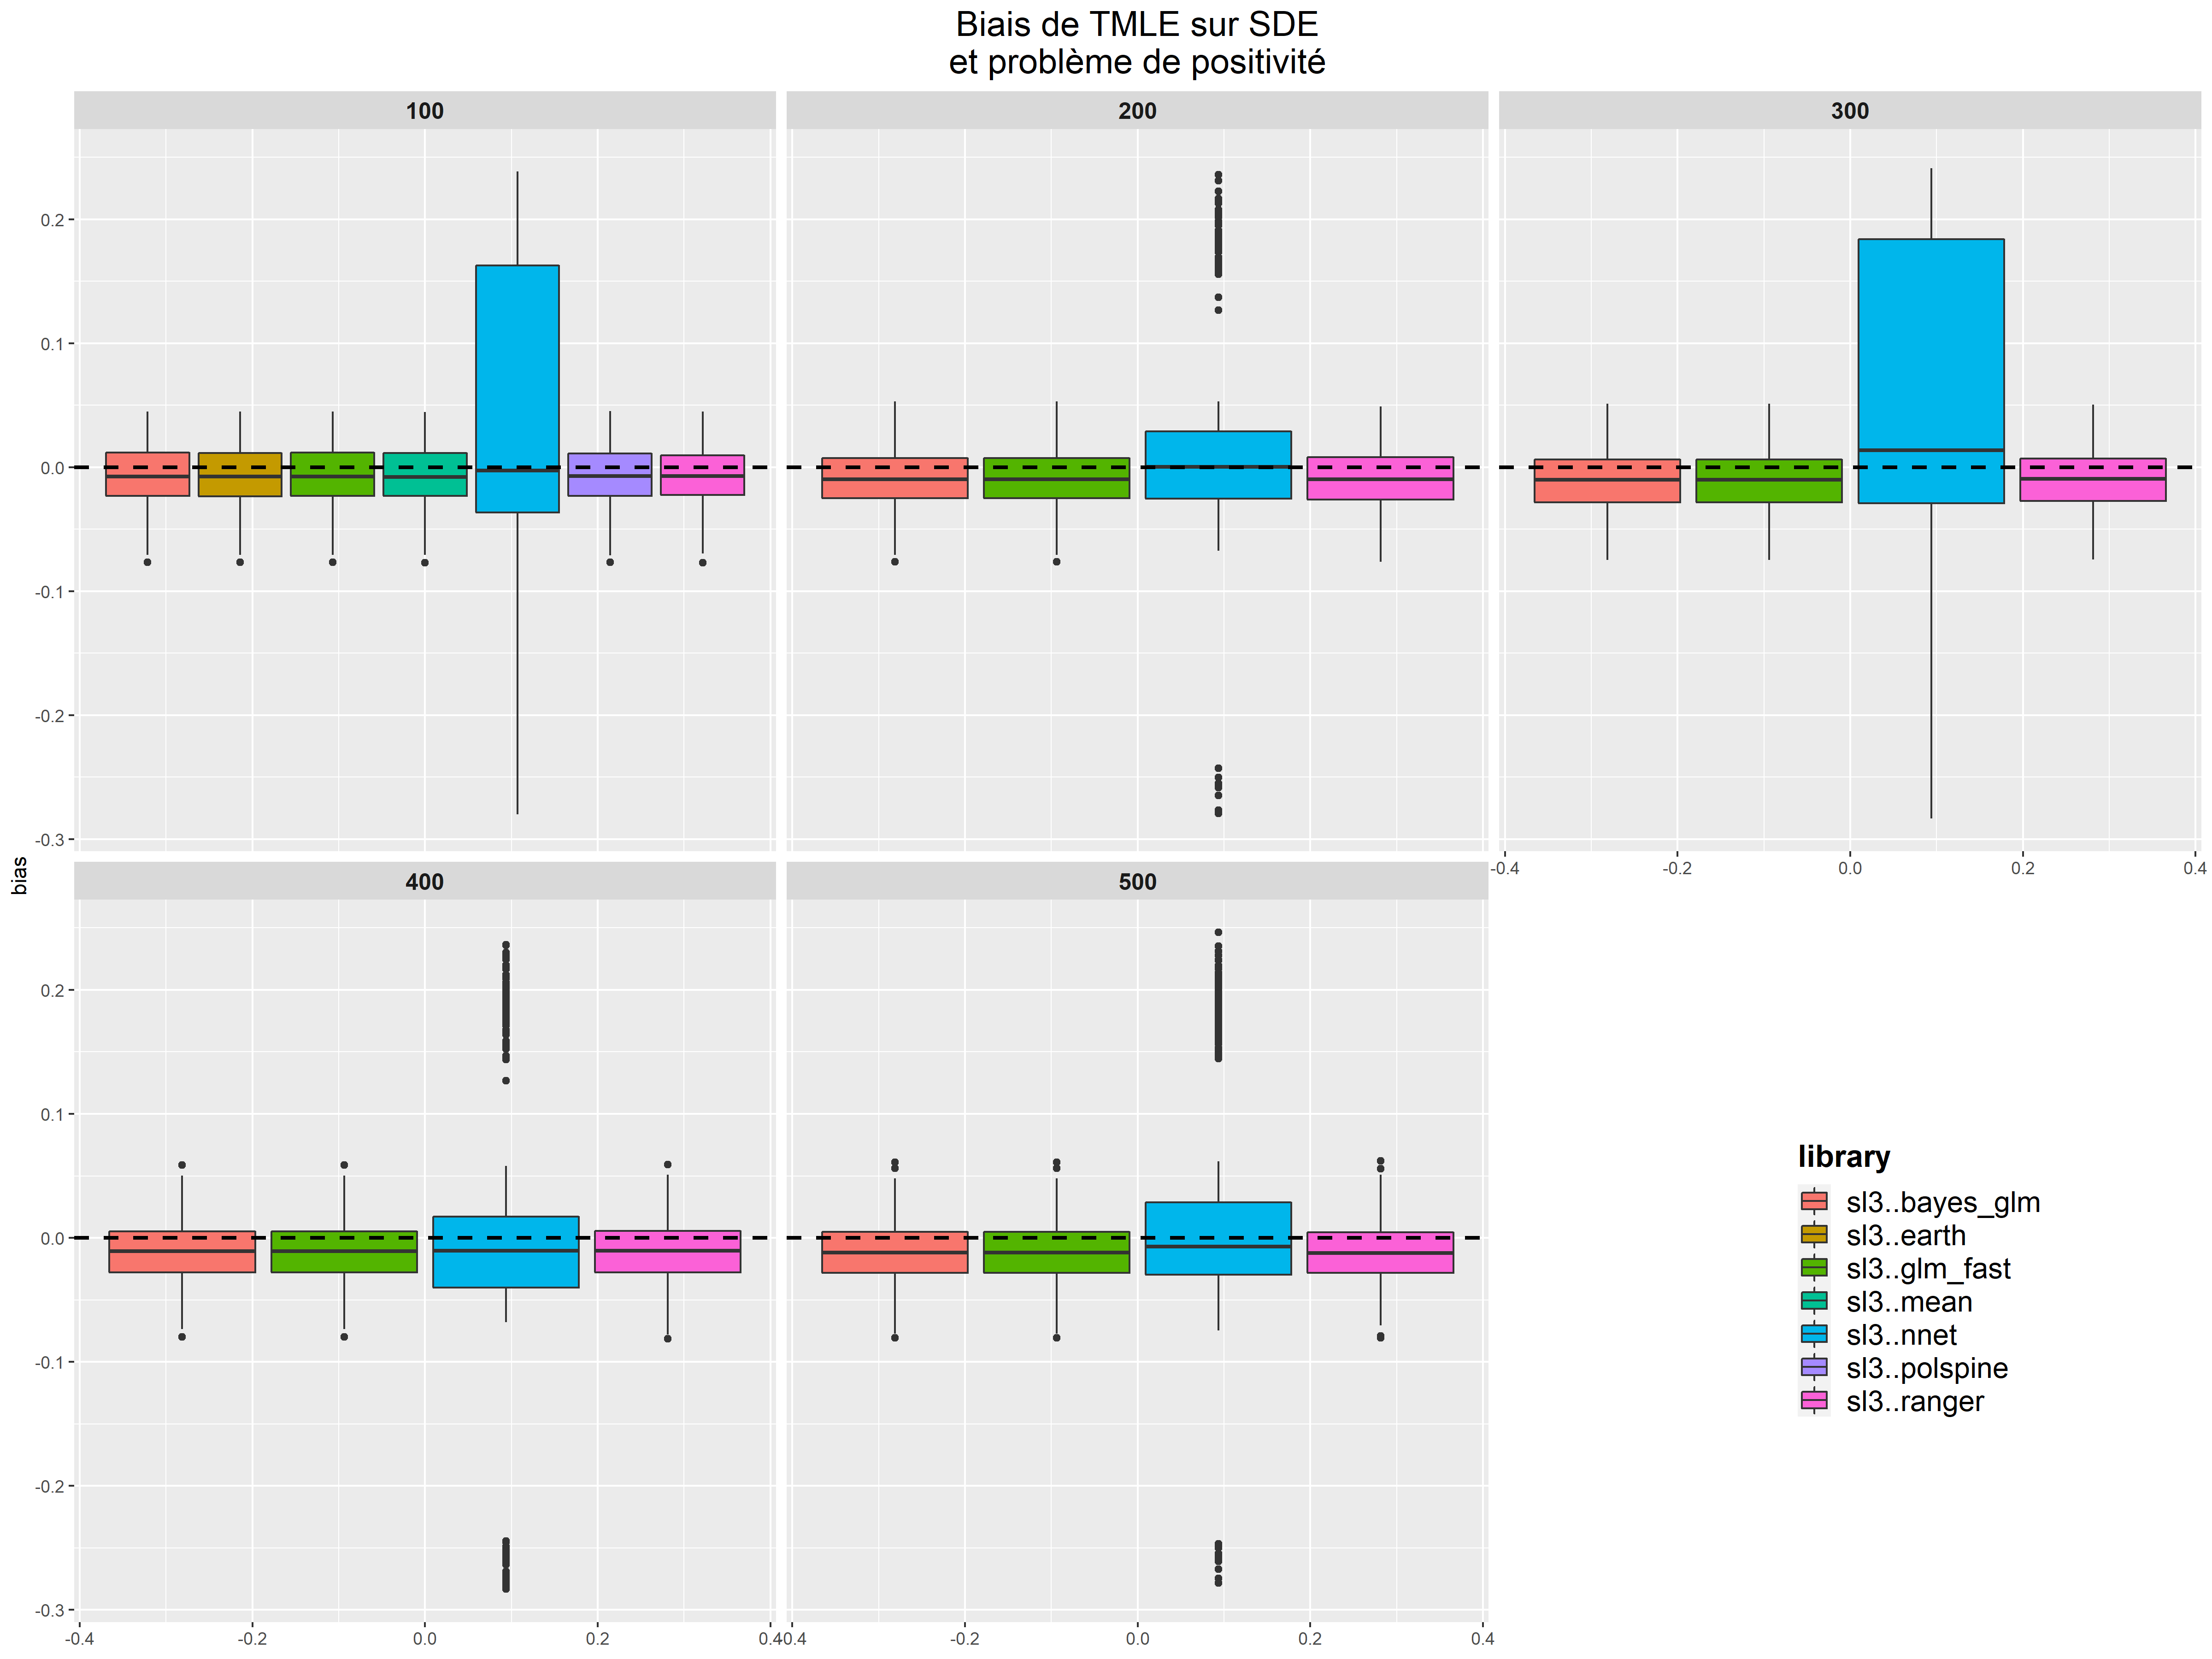 Biais de TMLE sur SDE
et problème de positivité
100
200
300
0.2
0.1
0.0
-0.1
-0.2
-0.3
-0.4
-0.2
0.0
0.2
0.4
bias
400
500
0.2
0.1
0.0
-0.1
-0.2
-0.3
-0.4
-0.2
0.0
0.2
0.4
-0.4
-0.2
0.0
0.2
0.4
library
sl3..bayes_glm
sl3..earth
sl3..glm_fast
sl3..mean
sl3..nnet
sl3..polspine
sl3..ranger